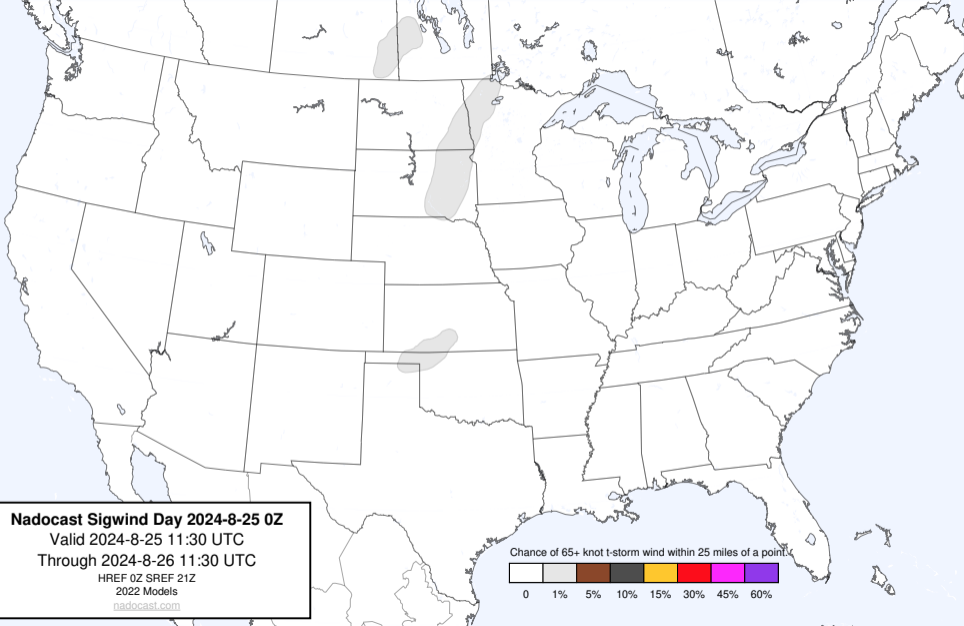 Nadocast Sigwind Day 2024-8-25 0Z
Valid 2024-8-25 11:30 UTC
Through 2024-8-26 11:30 UTC
HREF 0Z SREF 21Z
2022 Models
nadocast.com
Chance of 65+ knot t-storm wind within 25 miles of a point.
0 1% 5% 10% 15% 30% 45% 60%